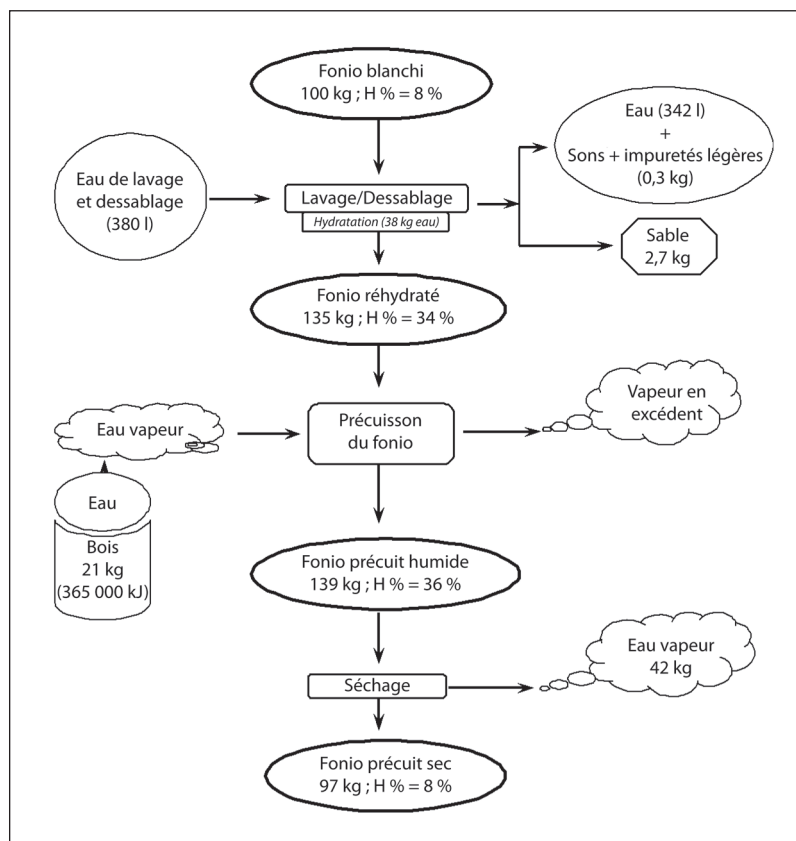 Fonio blanchi
100 kg ; H % = 8 %
Eau de lavage
et dessablage
(380 l)
Lavage/Dessablage
Hydratation (38 kg eau)
Eau (342 l)
+
Sons + impuretés légères
(0,3 kg)
Sable
2,7 kg
Fonio réhydraté
135 kg ; H % = 34 %
Eau vapeur
Eau
Bois
21 kg
(365 000 kJ)
Précuisson
du fonio
Vapeur en
excédent
Fonio précuit humide
139 kg ; H % = 36 %
Séchage
Eau vapeur
42 kg
Fonio précuit sec
97 kg ; H % = 8 %